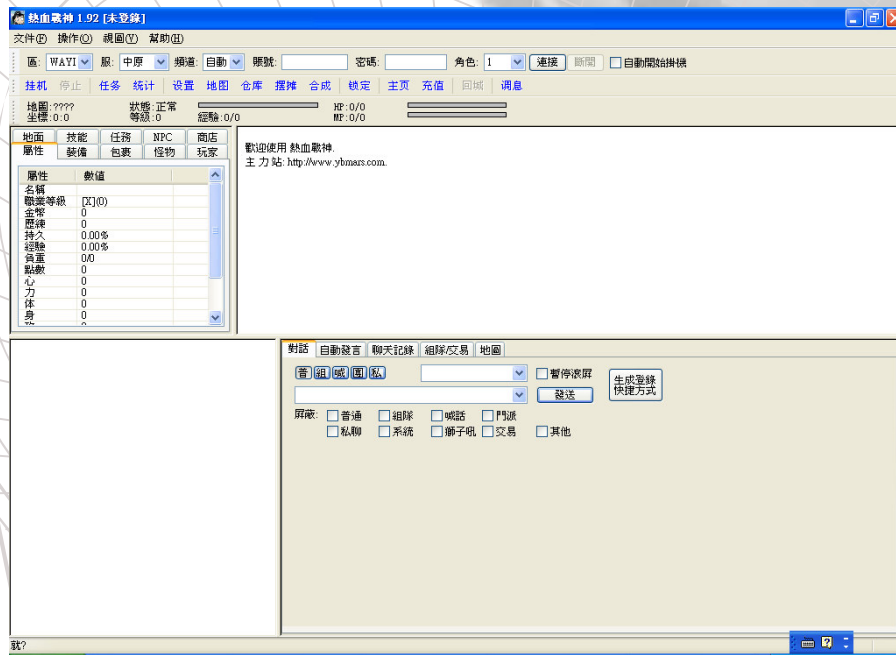 熱血戰神 1.92 [未登錄]
文件(F) 操作(O) 視圖(V) 幫助(H)
區: WAYI 服: 中原 頻道: 自動 賬號: 密碼: 角色: 1 連接 斷開 自動開始掛機
挂机 停止 任务 统计 设置 地图 仓库 摆摊 合成 锁定 主页 充值 回城 调息
地圖:???? 狀態:正常 HP:0/0
坐標:0:0 等級:0 經驗:0/0 MP:0/0
地面 技能 任務 NPC 商店
屬性 裝備 包裹 怪物 玩家
屬性 數值
名稱
職業等級 [X](0)
金幣 0
歷練 0
持久 0.00%
經驗 0.00%
負重 0/0
點數 0
心 0
力 0
体 0
身 0
歡迎使用 熱血戰神.
主 力 站: http://www.ybmars.com.
對話 自動發言 聊天記錄 組隊/交易 地圖
普 組 喊 團 私 暫停滾屏
生成登錄
快捷方式
發送
屏蔽: 普通 組隊 喊話 門派
私聊 系統 獅子吼 交易 其他
就?